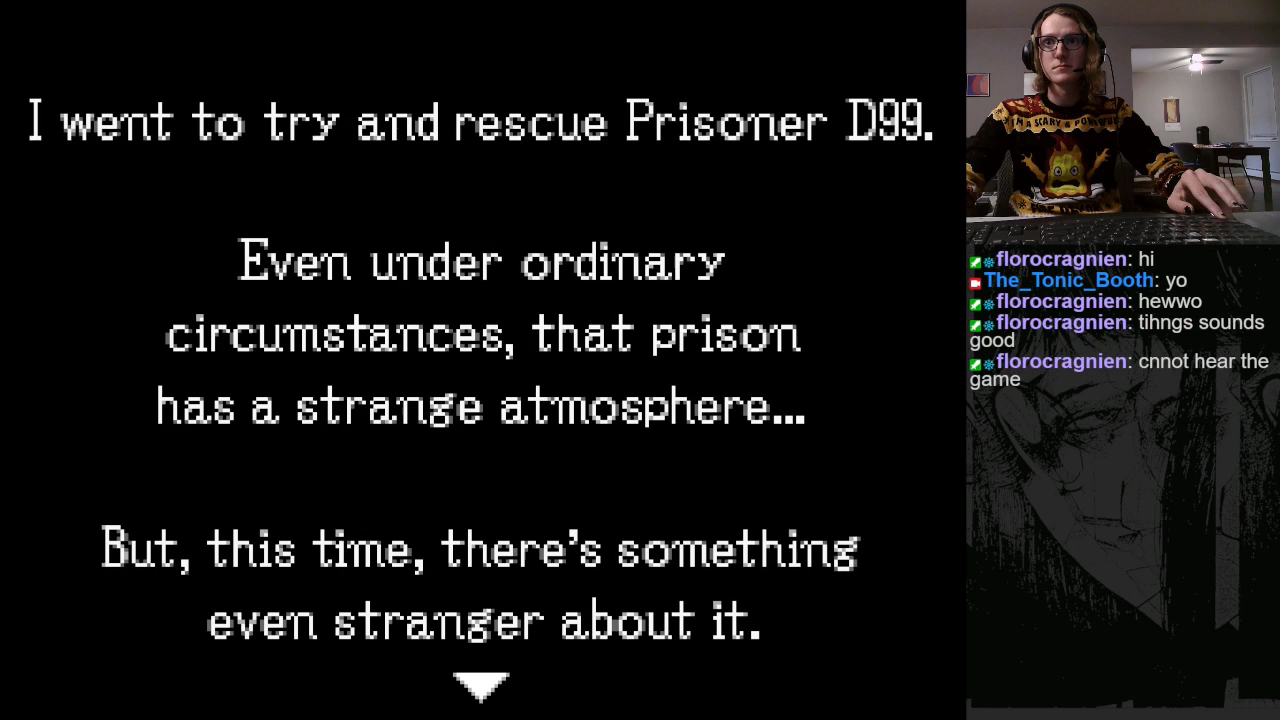 I went to try and rescue Prisoner D99.
Even under ordinary
circumstances, that prison
has a strange atmosphere...
But, this time, there's something
even stranger about it.
I'M A SCARY & POWERFUL
florocragnien: hi
The_Tonic_Booth: yo
florocragnien: hewwo
florocragnien: tihngs sounds
good
florocragnien: cnnot hear the
game